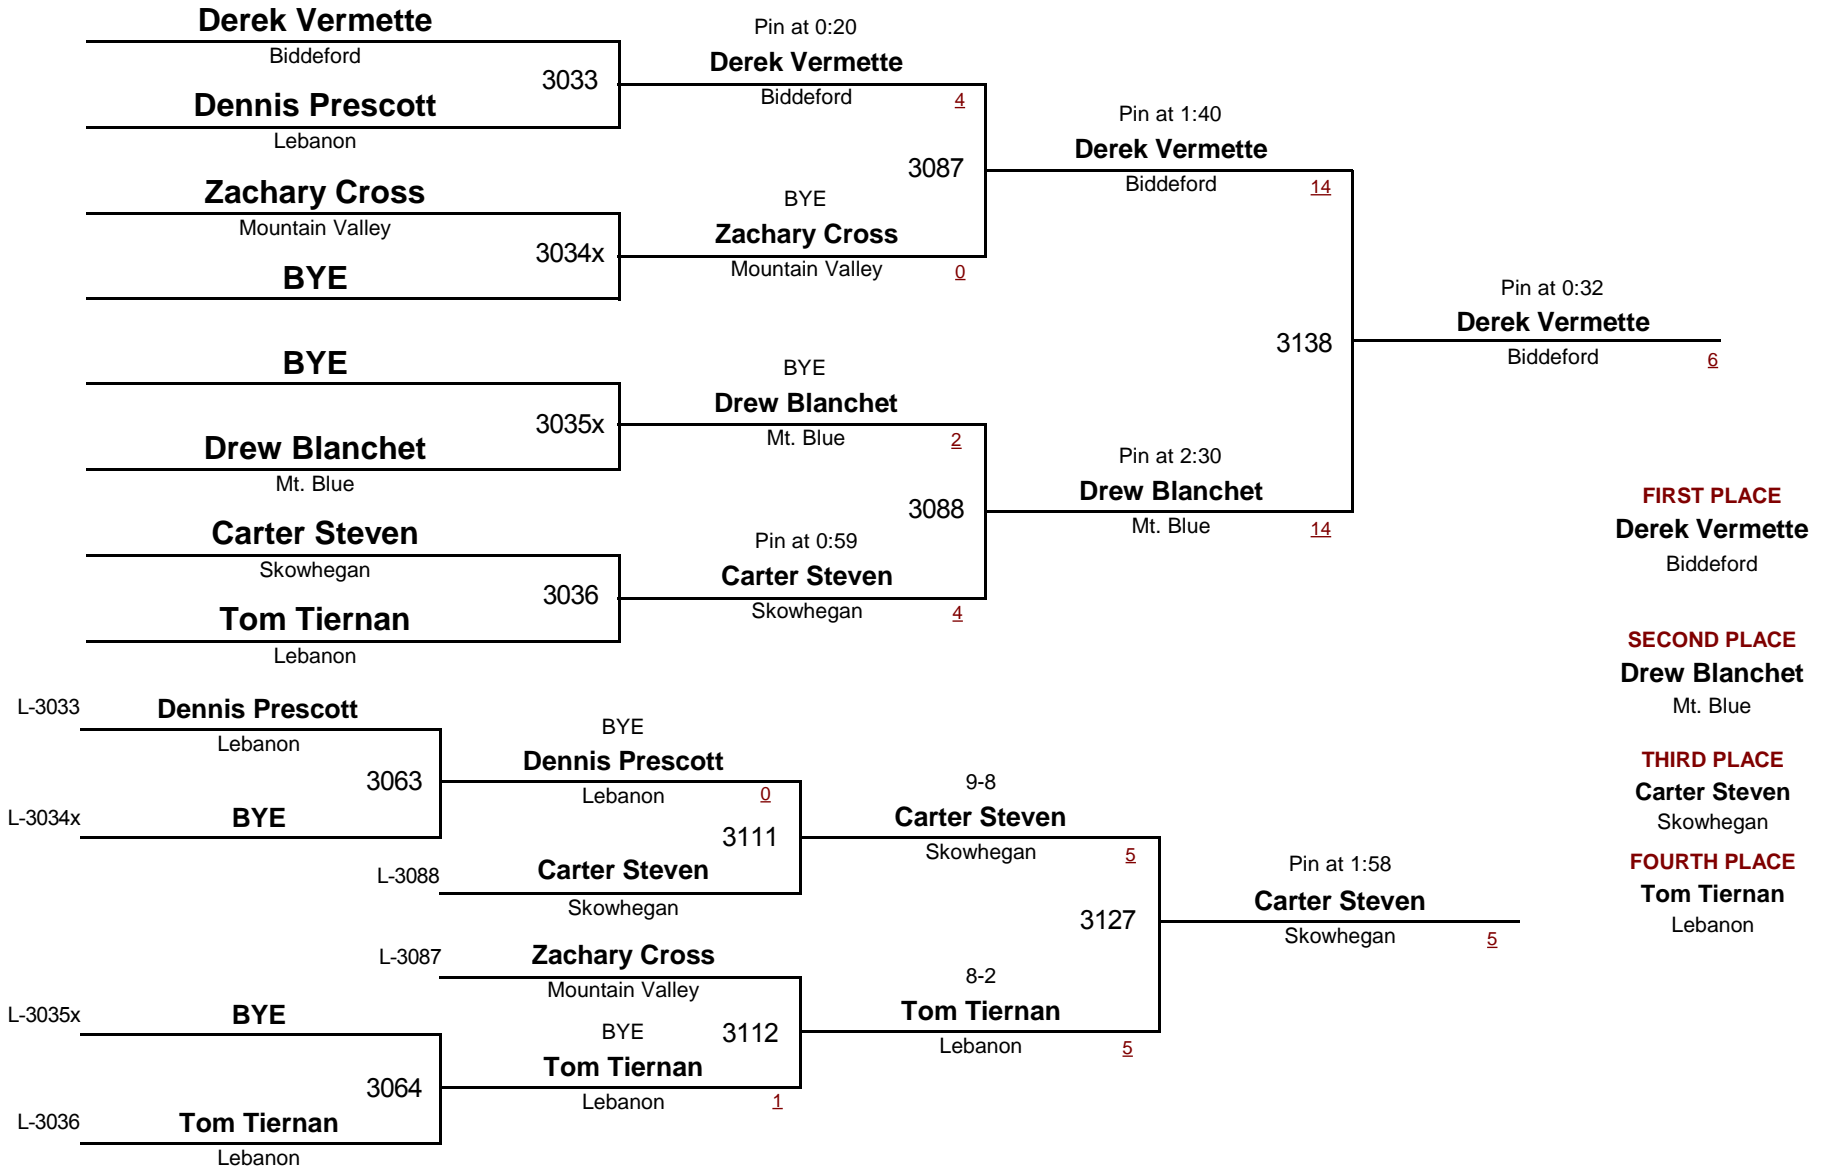 Derek Vermette
Biddeford
3033
Dennis Prescott
Lebanon
Zachary Cross
Mountain Valley
3034x
BYE
BYE
3035x
Drew Blanchet
Mt. Blue
Carter Steven
Skowhegan
3036
Tom Tiernan
Lebanon
Pin at 0:20
Derek Vermette
Biddeford
4
3087
BYE
Zachary Cross
Mountain Valley
0
BYE
Drew Blanchet
Mt. Blue
2
3088
Pin at 0:59
Carter Steven
Skowhegan
4
Pin at 1:40
Derek Vermette
Biddeford
14
3138
Pin at 2:30
Drew Blanchet
Mt. Blue
14
Pin at 0:32
Derek Vermette
Biddeford
6
L-3033
Dennis Prescott
Lebanon
3063
L-3034x
BYE
BYE
Dennis Prescott
Lebanon
0
3111
L-3088
Carter Steven
Skowhegan
L-3087
Zachary Cross
Mountain Valley
3112
BYE
Tom Tiernan
Lebanon
1
L-3035x
BYE
3064
L-3036
Tom Tiernan
Lebanon
9-8
Carter Steven
Skowhegan
5
3127
8-2
Tom Tiernan
Lebanon
5
Pin at 1:58
Carter Steven
Skowhegan
5
FIRST PLACE
Derek Vermette
Biddeford
SECOND PLACE
Drew Blanchet
Mt. Blue
THIRD PLACE
Carter Steven
Skowhegan
FOURTH PLACE
Tom Tiernan
Lebanon